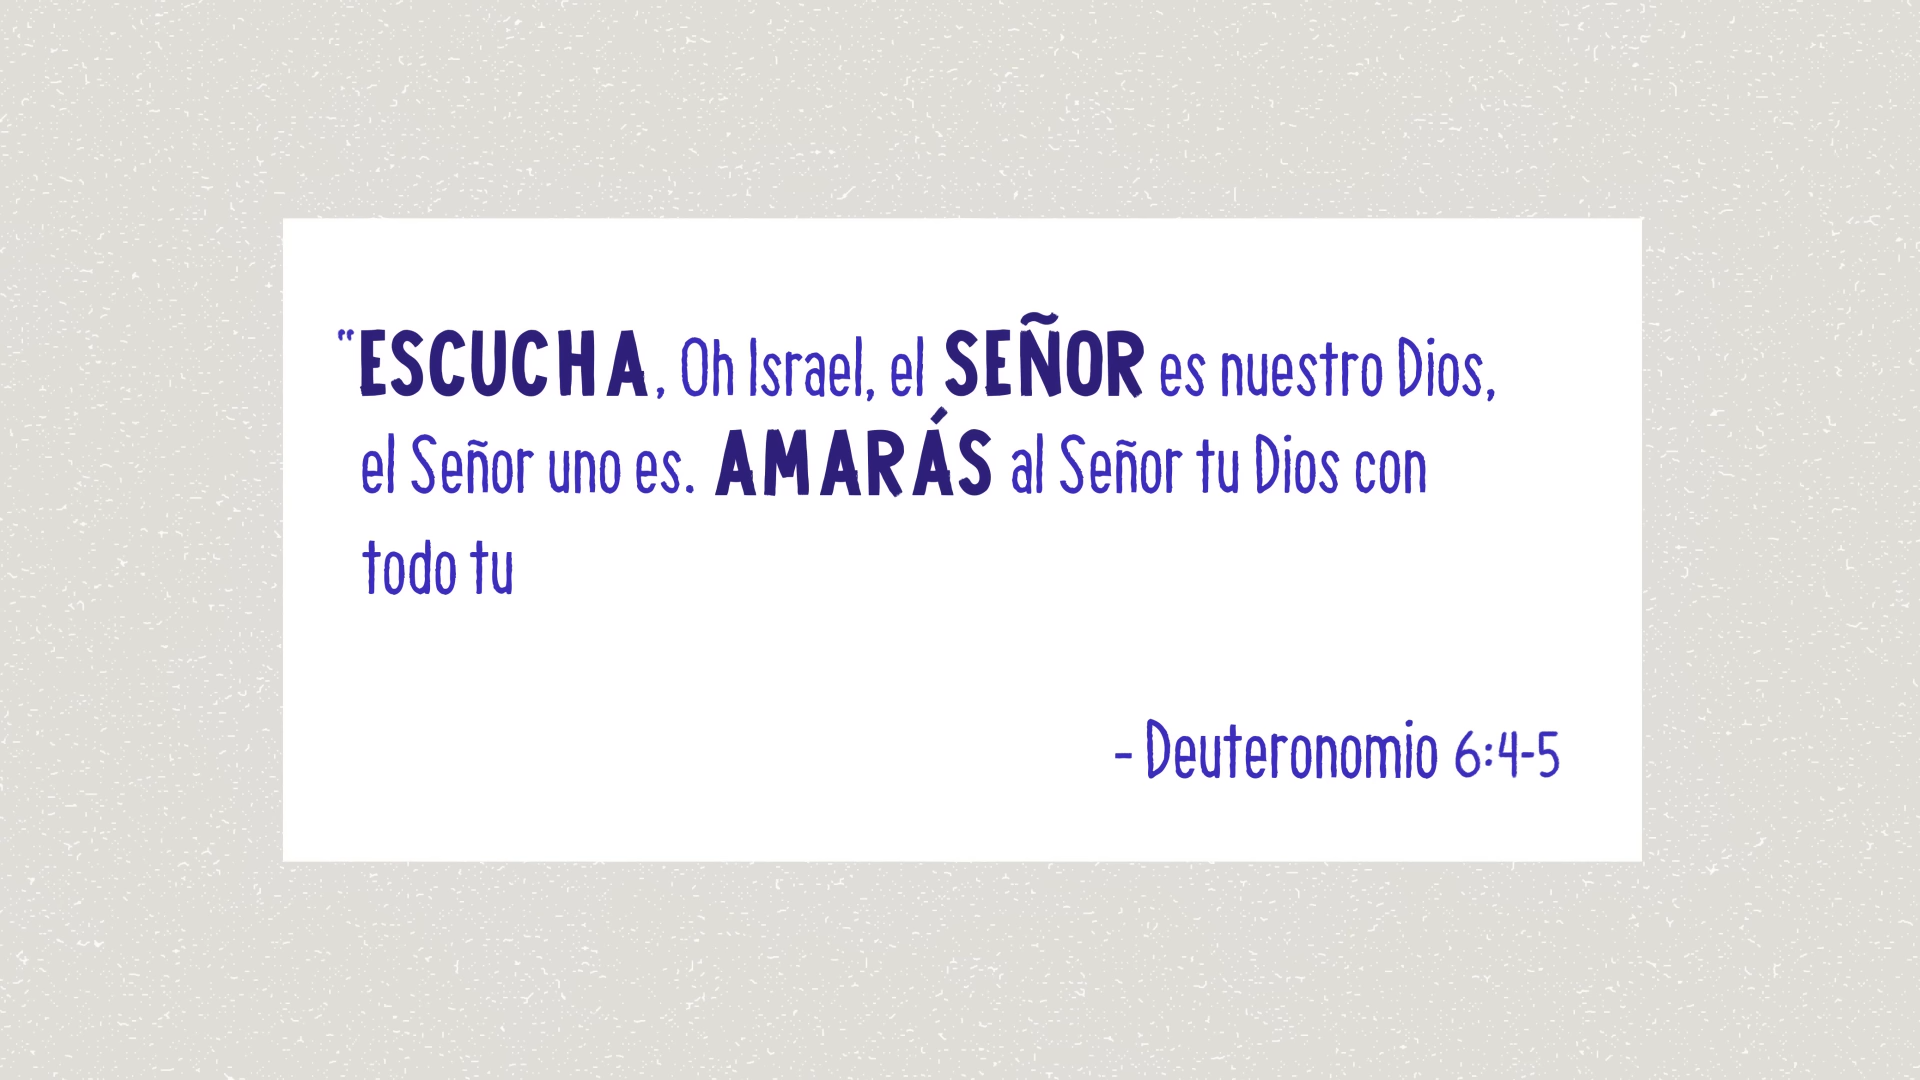 “ESCUCHA, Oh Israel, el SEÑOR es nuestro Dios,
el Señor uno es. AMARÁS al Señor tu Dios con
todo tu
- Deuteronomio 6:4-5